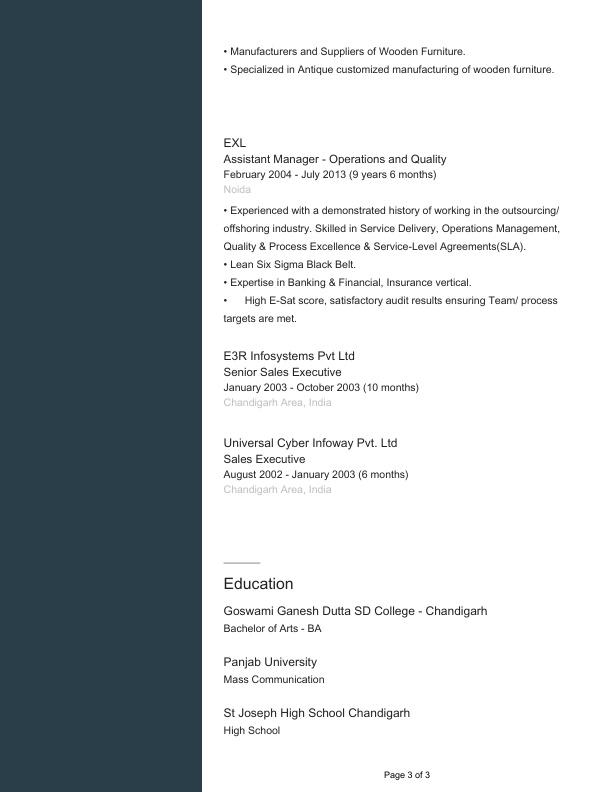 • Manufacturers and Suppliers of Wooden Furniture.
• Specialized in Antique customized manufacturing of wooden furniture.
EXL
Assistant Manager - Operations and Quality
February 2004 - July 2013 (9 years 6 months)
Noida
• Experienced with a demonstrated history of working in the outsourcing/
offshoring industry. Skilled in Service Delivery, Operations Management,
Quality & Process Excellence & Service-Level Agreements(SLA).
• Lean Six Sigma Black Belt.
• Expertise in Banking & Financial, Insurance vertical.
• High E-Sat score, satisfactory audit results ensuring Team/ process
targets are met.
E3R Infosystems Pvt Ltd
Senior Sales Executive
January 2003 - October 2003 (10 months)
Chandigarh Area, India
Universal Cyber Infoway Pvt. Ltd
Sales Executive
August 2002 - January 2003 (6 months)
Chandigarh Area, India
Education
Goswami Ganesh Dutta SD College - Chandigarh
Bachelor of Arts - BA
Panjab University
Mass Communication
St Joseph High School Chandigarh
High School
Page 3 of 3